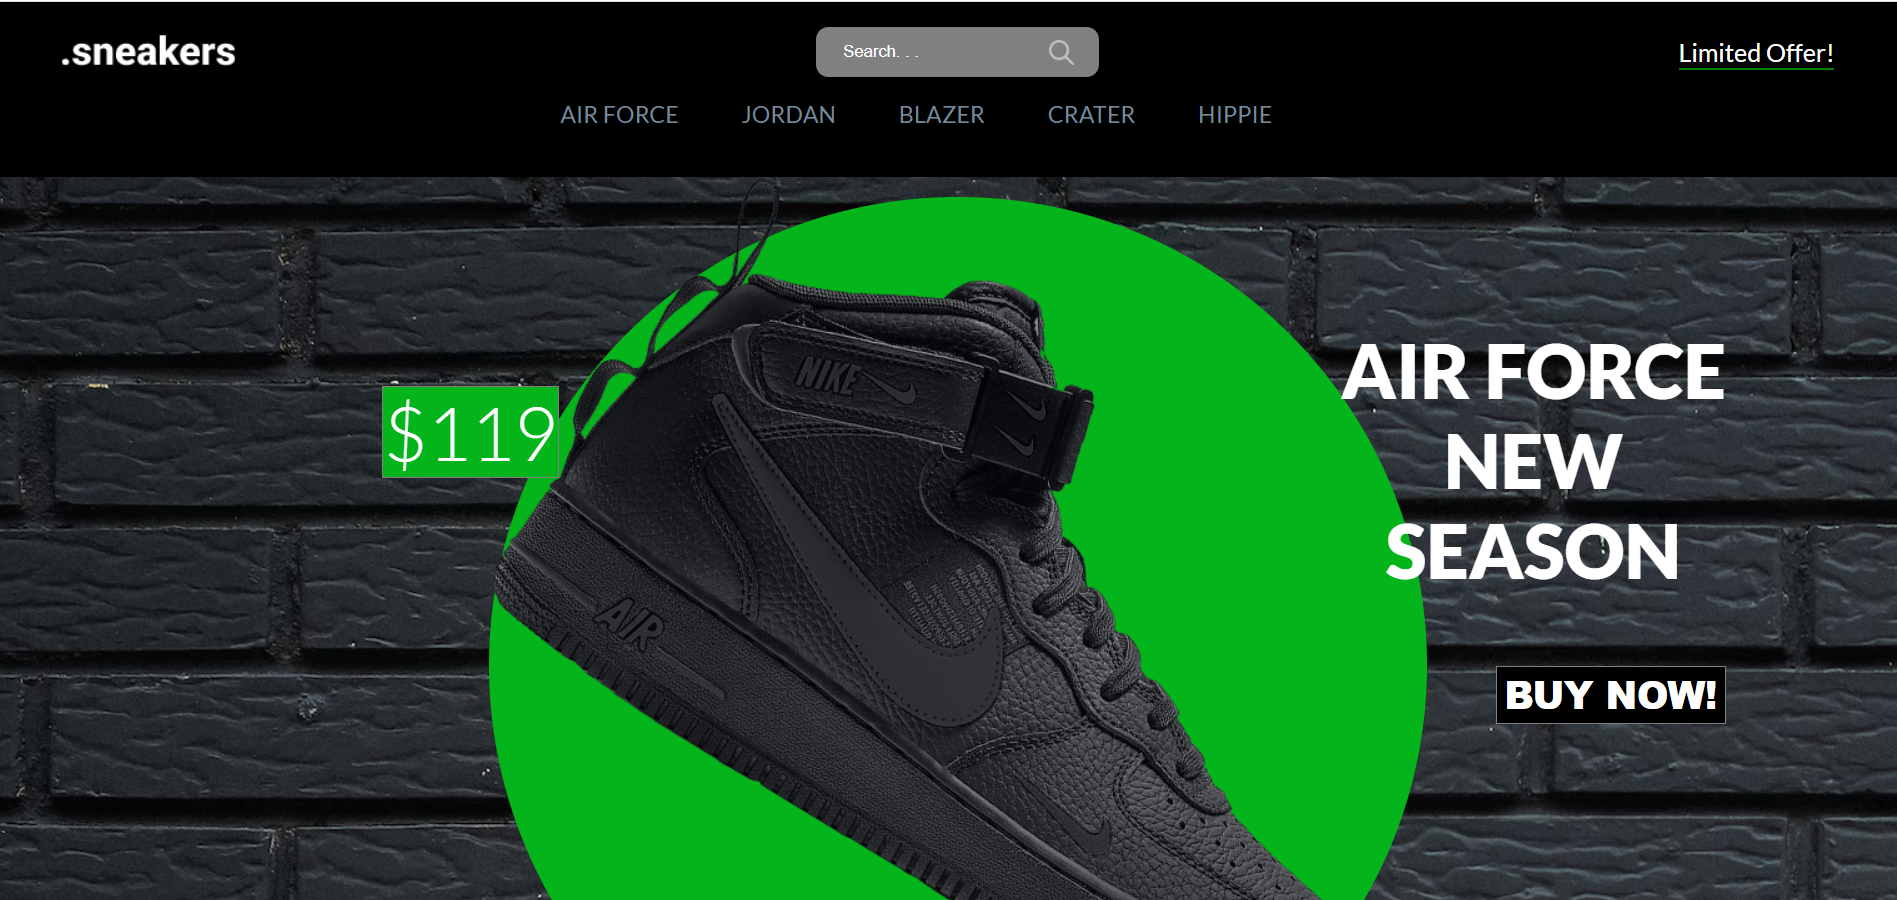 .sneakers
Search. . .
Limited Offer!
AIR FORCE
JORDAN
BLAZER
CRATER
HIPPIE
$119
NIKE
AIR
AIR FORCE
NEW
SEASON
BUY NOW!